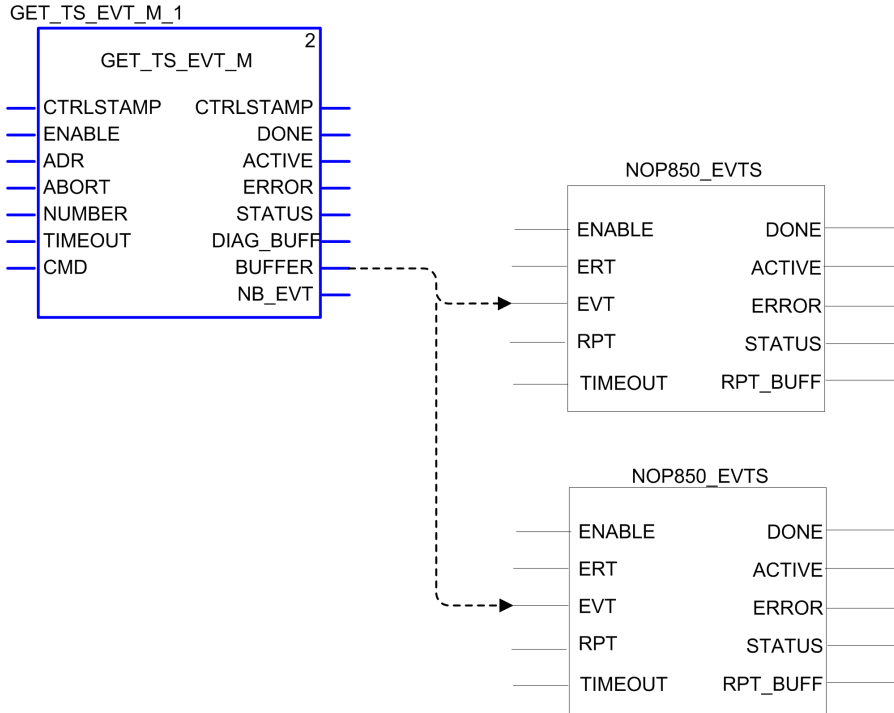 GET_TS_EVT_M_1
2
GET_TS_EVT_M
CTRLSTAMP CTRLSTAMP
ENABLE DONE
ADR ACTIVE
ABORT ERROR
NUMBER STATUS
TIMEOUT DIAG_BUFF
CMD BUFFER
NB_EVT
NOP850_EVTS
ENABLE DONE
ERT ACTIVE
EVT ERROR
RPT STATUS
TIMEOUT RPT_BUFF
NOP850_EVTS
ENABLE DONE
ERT ACTIVE
EVT ERROR
RPT STATUS
TIMEOUT RPT_BUFF